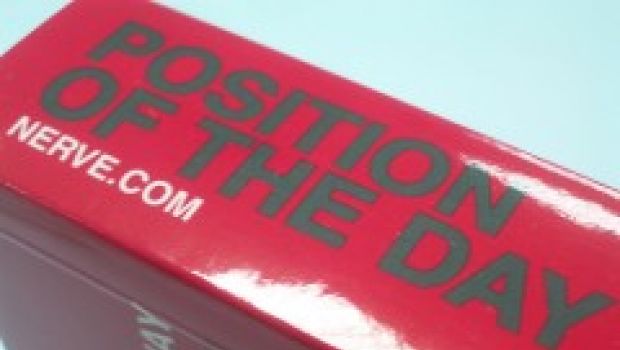 POSITION
OF THE DAY
NERVE.COM